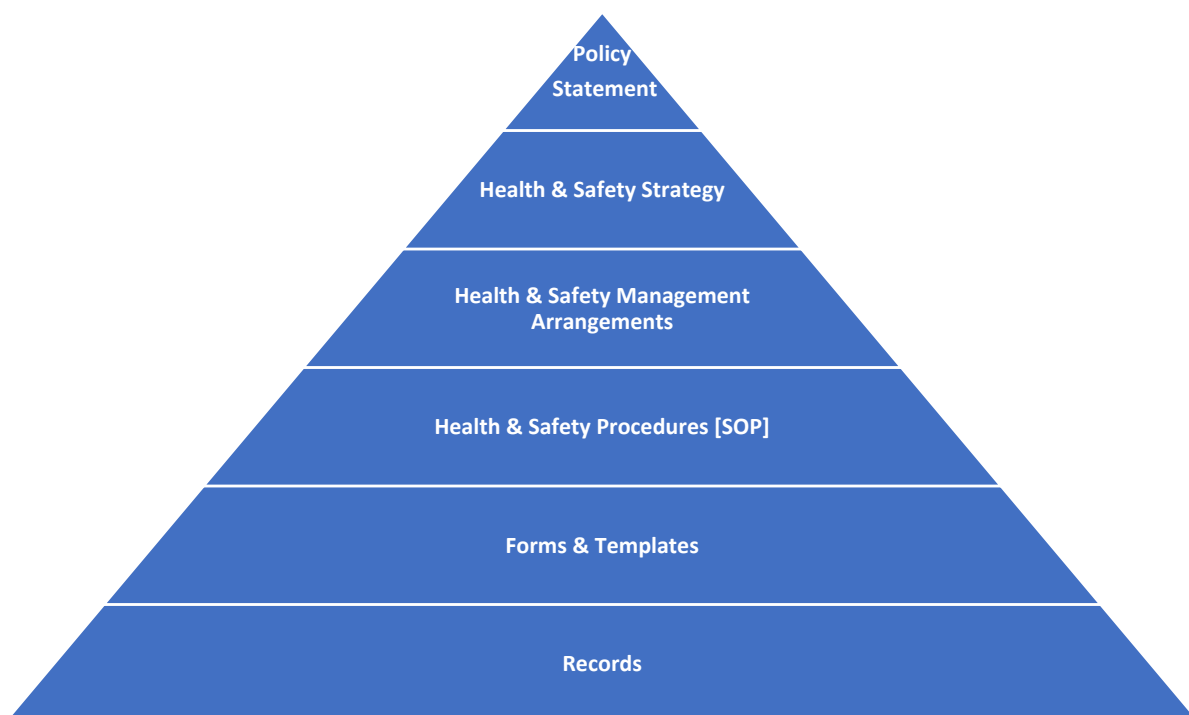 Policy
Statement
Health & Safety Strategy
Health & Safety Management
Arrangements
Health & Safety Procedures [SOP]
Forms & Templates
Records